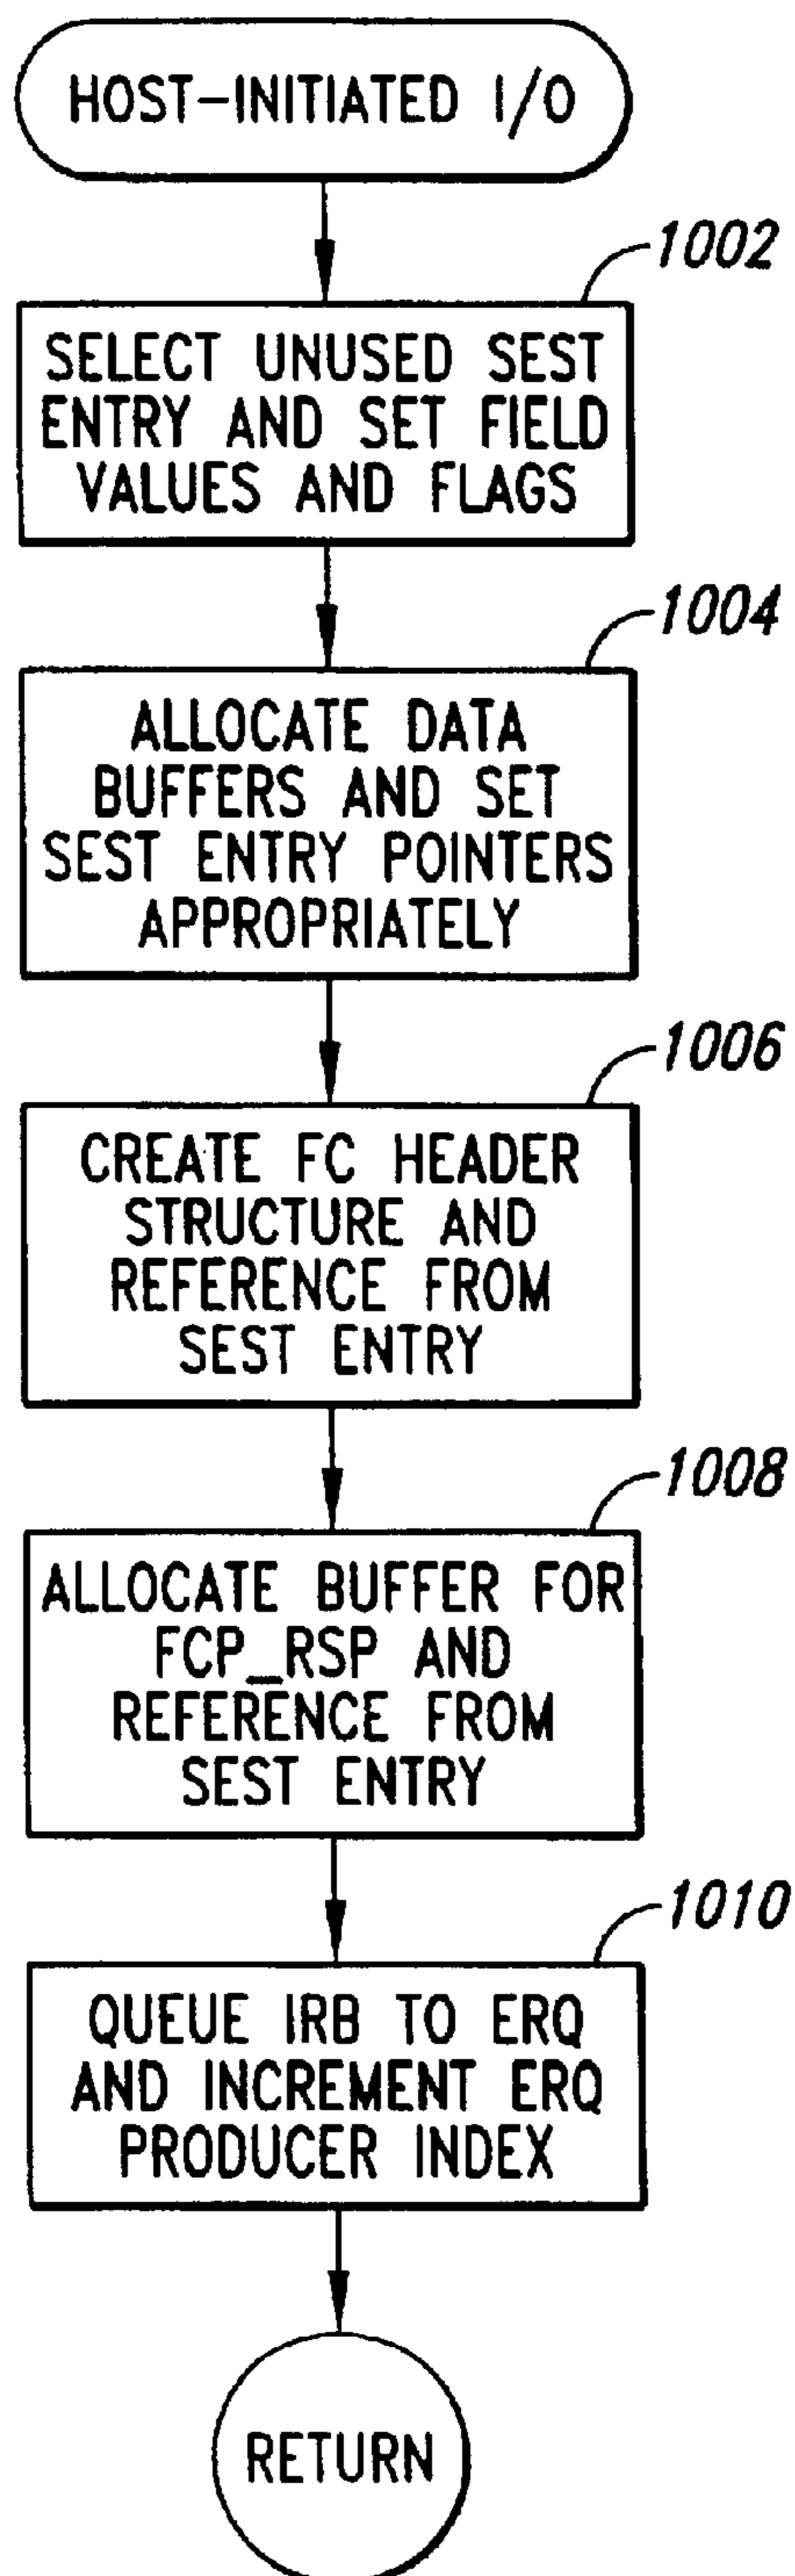 HOST-INITIATED I/O
1002
SELECT UNUSED SEST
ENTRY AND SET FIELD
VALUES AND FLAGS
1004
ALLOCATE DATA
BUFFERS AND SET
SEST ENTRY POINTERS
APPROPRIATELY
1006
CREATE FC HEADER
STRUCTURE AND
REFERENCE FROM
SEST ENTRY
1008
ALLOCATE BUFFER FOR
FCP_RSP AND
REFERENCE FROM
SEST ENTRY
1010
QUEUE IRB TO ERQ
AND INCREMENT ERQ
PRODUCER INDEX
RETURN